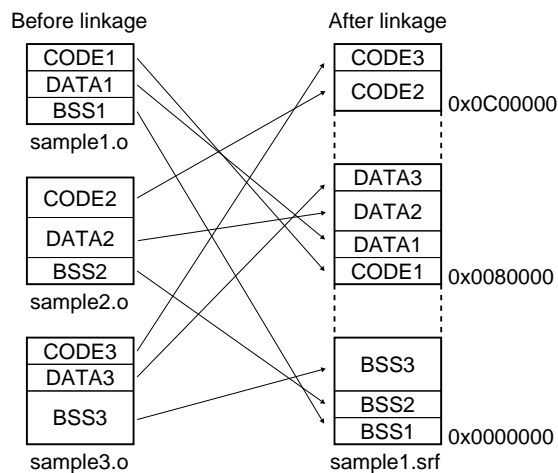 Before linkage
CODE1
DATA1
BSS1
sample1.o
CODE2
DATA2
BSS2
sample2.o
CODE3
DATA3
BSS3
sample3.o
After linkage
CODE3
CODE2
0x0C00000
DATA3
DATA2
DATA1
CODE1
0x0080000
BSS3
BSS2
BSS1
0x0000000
sample1.srf